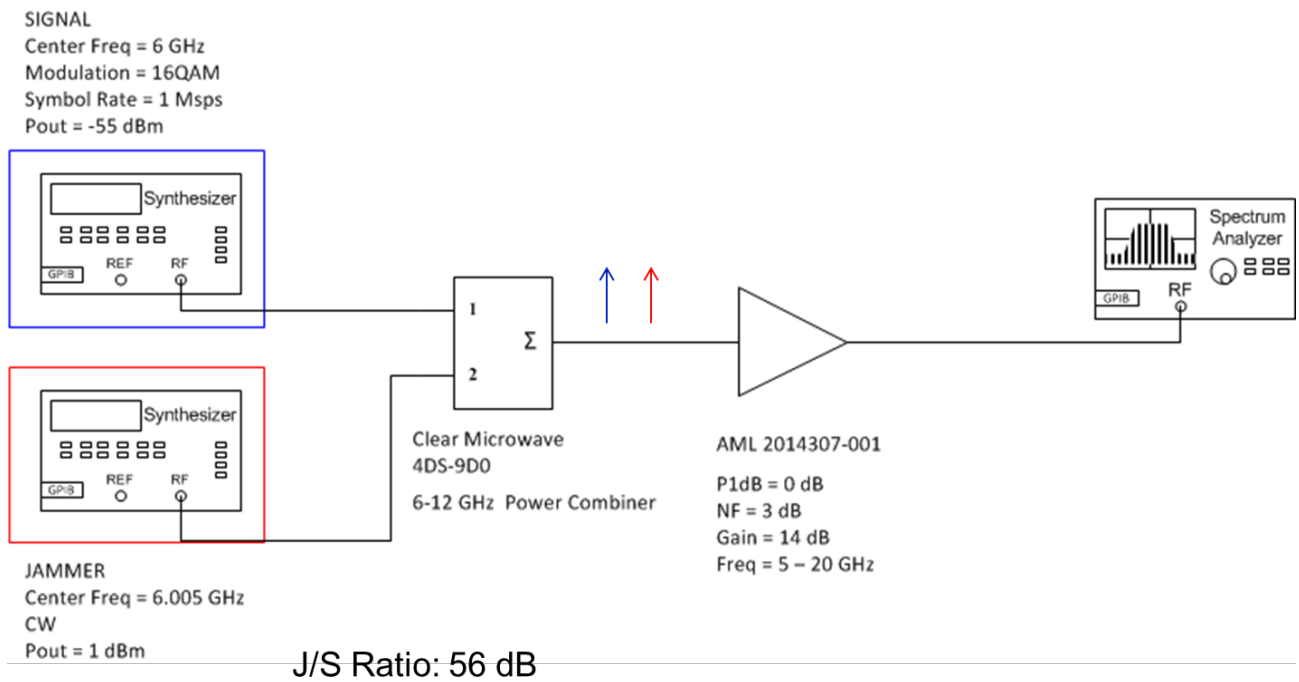 SIGNAL
Center Freq = 6 GHz
Modulation = 16QAM
Symbol Rate = 1 Msps
Pout = -55 dBm
Synthesizer
REF
RF
GPIB
Synthesizer
REF
RF
GPIB
JAMMER
Center Freq = 6.005 GHz
CW
Pout = 1 dBm
1
Σ
2
Clear Microwave
4DS-9D0
6-12 GHz Power Combiner
AML 2014307-001
P1dB = 0 dB
NF = 3 dB
Gain = 14 dB
Freq = 5 – 20 GHz
Spectrum
Analyzer
RF
GPIB
J/S Ratio: 56 dB